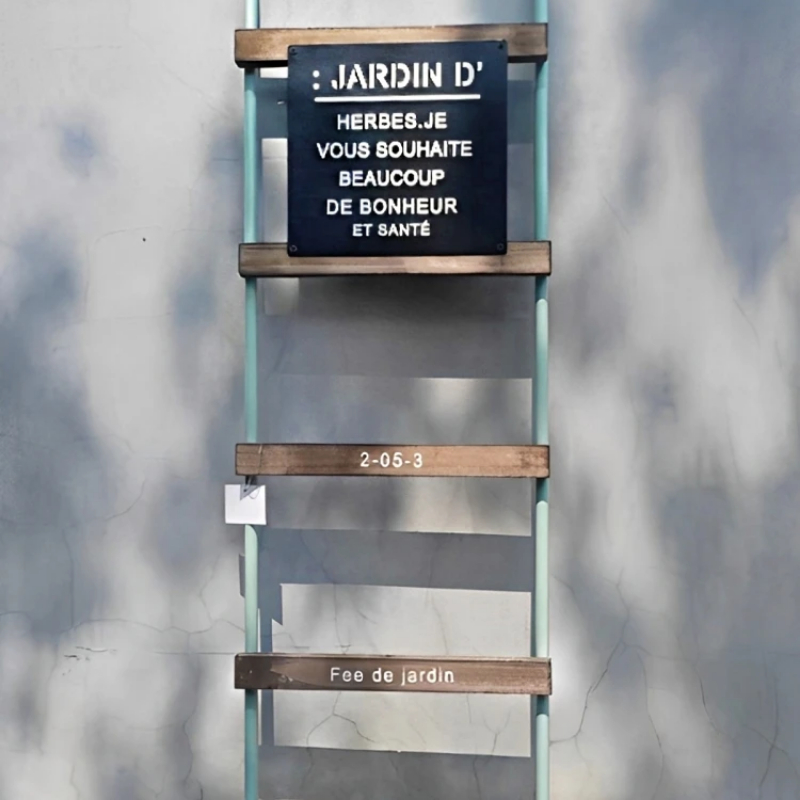 : JARDIN D'
HERBES.JE
VOUS SOUHAITE
BEAUCOUP
DE BONHEUR
ET SANTÉ
2-05-3
Fee de jardin